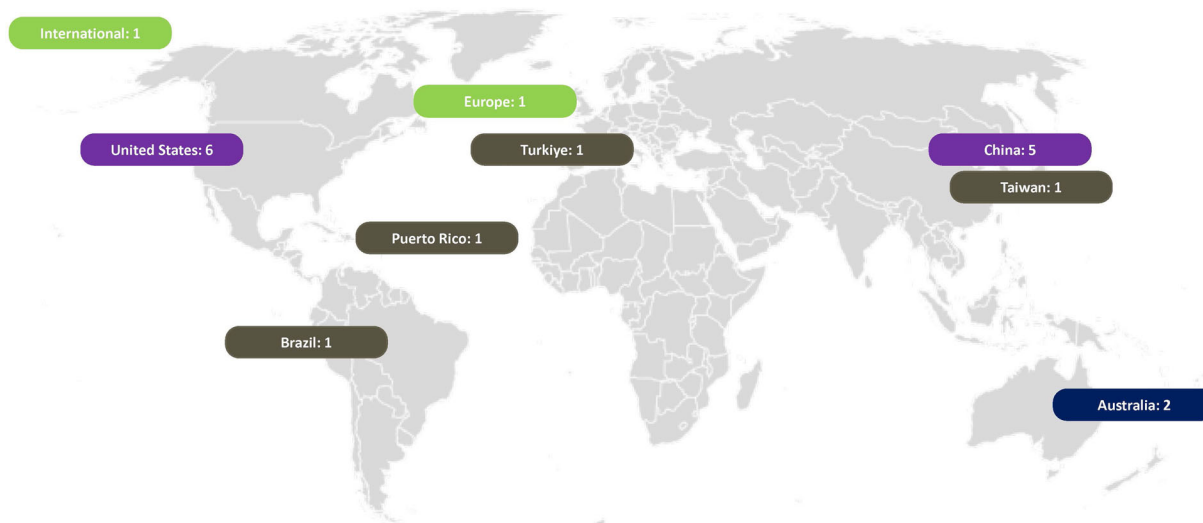 International: 1
Europe: 1
United States: 6
Turkiye: 1
China: 5
Taiwan: 1
Puerto Rico: 1
Brazil: 1
Australia: 2